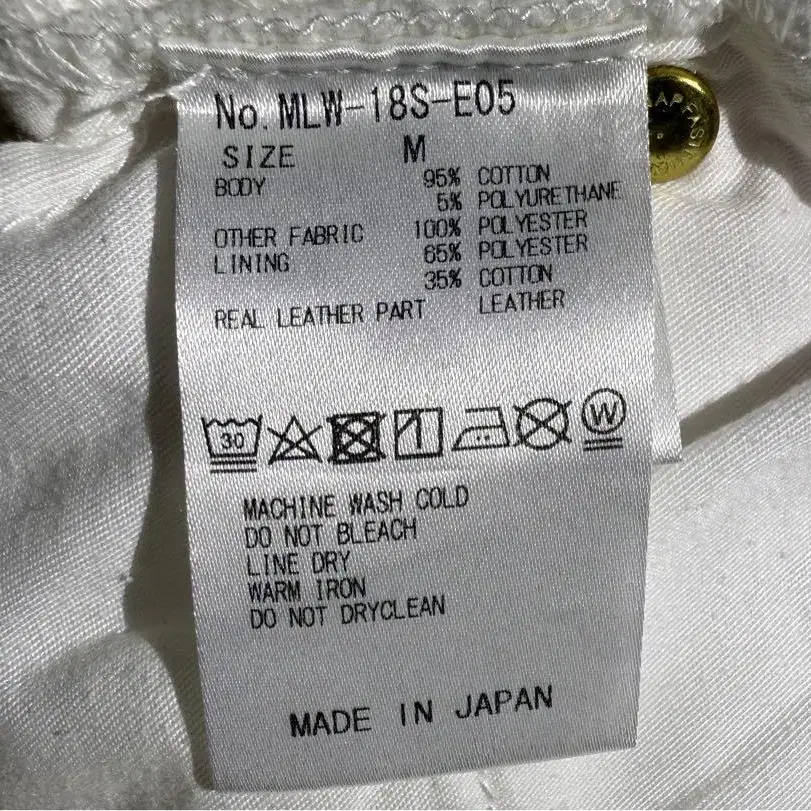 No. MLW-18S-E05
SIZE M
BODY 95% COTTON
5% POLYURETHANE
OTHER FABRIC 100% POLYESTER
LINING 65% POLYESTER
35% COTTON
REAL LEATHER PART LEATHER
30 W
MACHINE WASH COLD
DO NOT BLEACH
LINE DRY
WARM IRON
DO NOT DRYCLEAN
MADE IN JAPAN